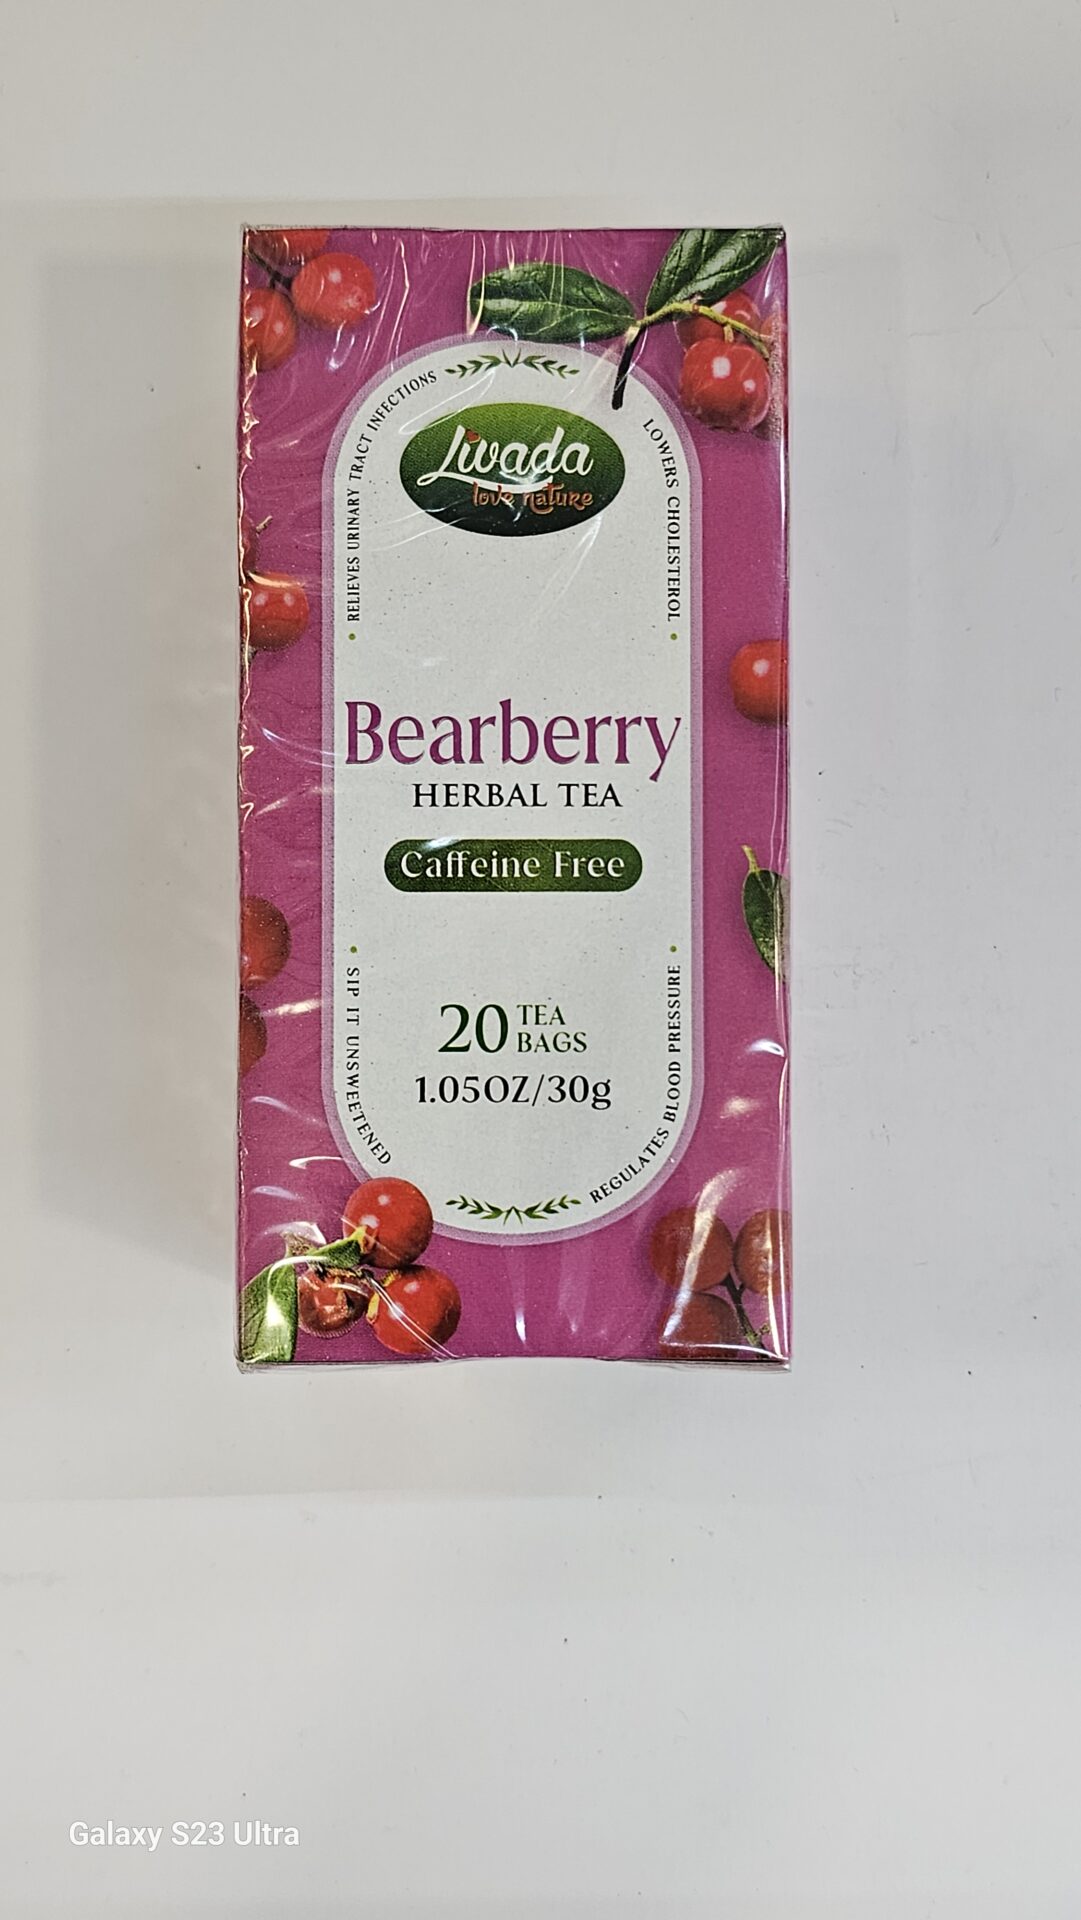 RELIEVES URINARY TRACT INFECTIONS
LOWERS CHOLESTEROL
Livada
love nature
Bearberry
HERBAL TEA
Caffeine Free
20 TEA BAGS
1.05OZ/30g
SIP IT UNSWEETENED
REGULATES BLOOD PRESSURE
Galaxy S23 Ultra